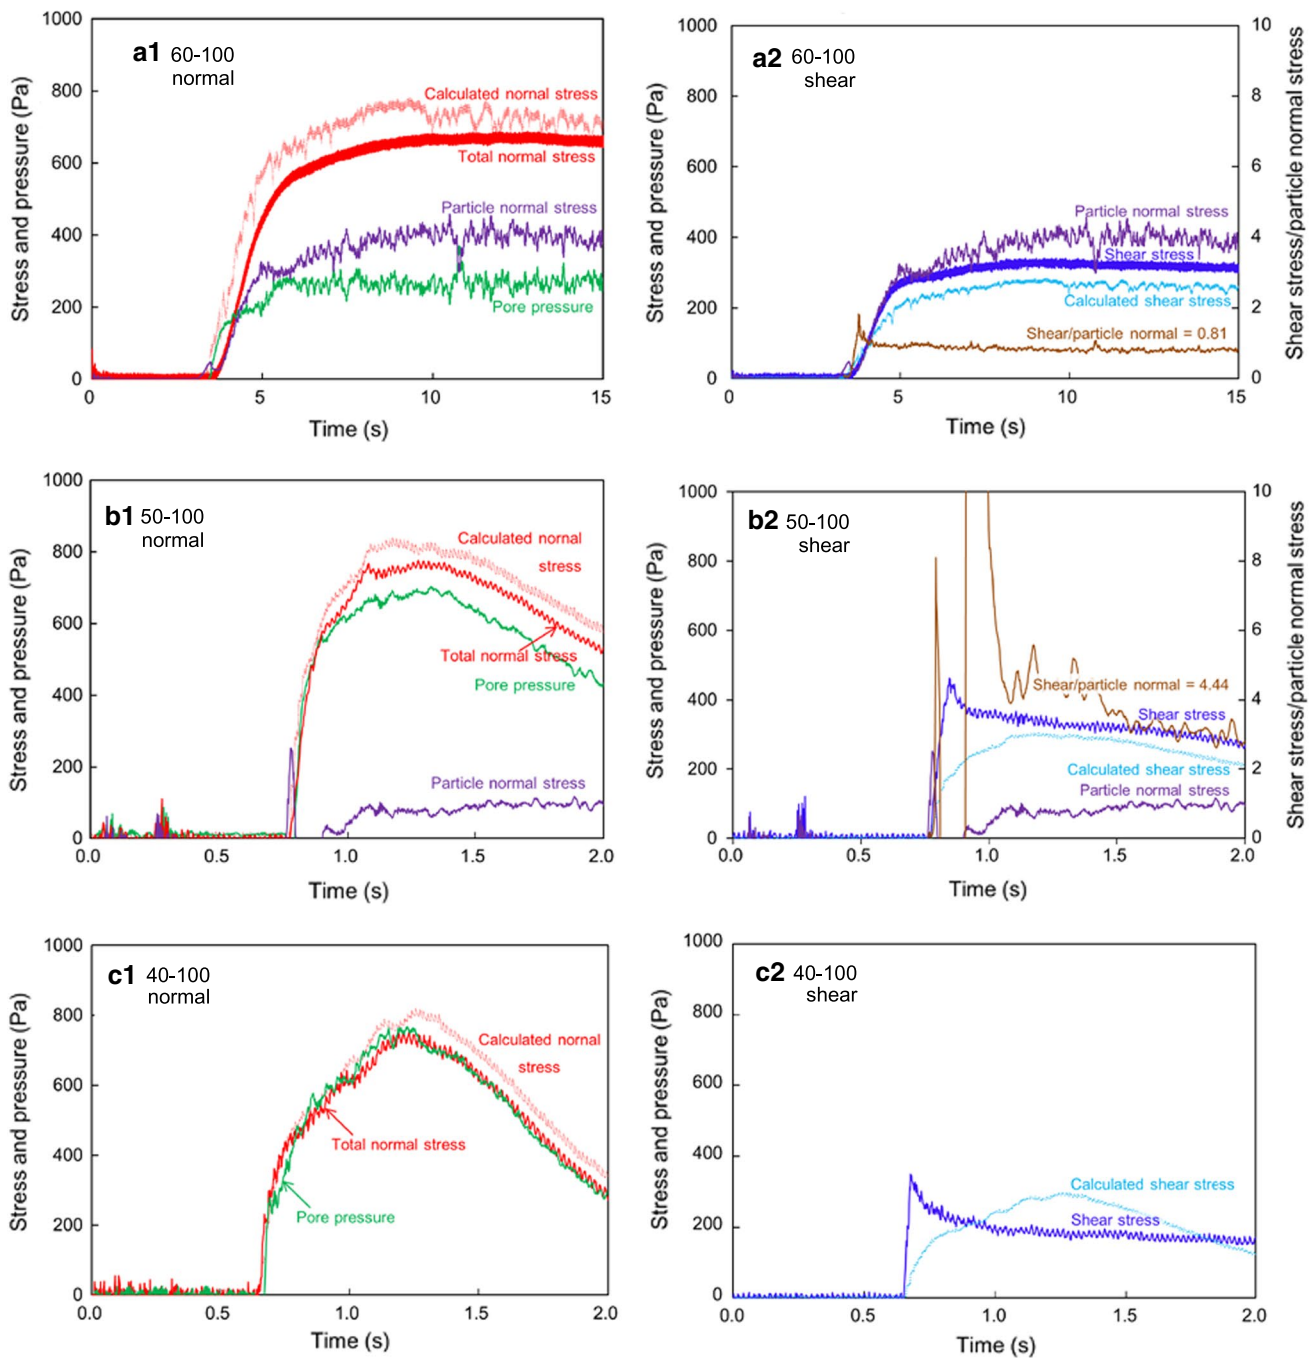 a1 60-100
normal
1000
800
600
400
200
0
Stress and pressure (Pa)
Calculated nornal stress
Total normal stress
Particle normal stress
Pore pressure
0 5 10 15
Time (s)
a2 60-100
shear
1000
800
600
400
200
0
Stress and pressure (Pa)
Particle normal stress
Shear stress
Calculated shear stress
Shear/particle normal = 0.81
10
8
6
4
2
0
Shear stress/particle normal stress
0 5 10 15
Time (s)
b1 50-100
normal
1000
800
600
400
200
0
Stress and pressure (Pa)
Calculated nornal
stress
Total normal stress
Pore pressure
Particle normal stress
0.0 0.5 1.0 1.5 2.0
Time (s)
b2 50-100
shear
1000
800
600
400
200
0
Stress and pressure (Pa)
Shear/particle normal = 4.44
Shear stress
Calculated shear stress
Particle normal stress
10
8
6
4
2
0
Shear stress/particle normal stress
0.0 0.5 1.0 1.5 2.0
Time (s)
c1 40-100
normal
1000
800
600
400
200
0
Stress and pressure (Pa)
Calculated nornal
stress
Total normal stress
Pore pressure
0.0 0.5 1.0 1.5 2.0
Time (s)
c2 40-100
shear
1000
800
600
400
200
0
Stress and pressure (Pa)
Calculated shear stress
Shear stress
0.0 0.5 1.0 1.5 2.0
Time (s)